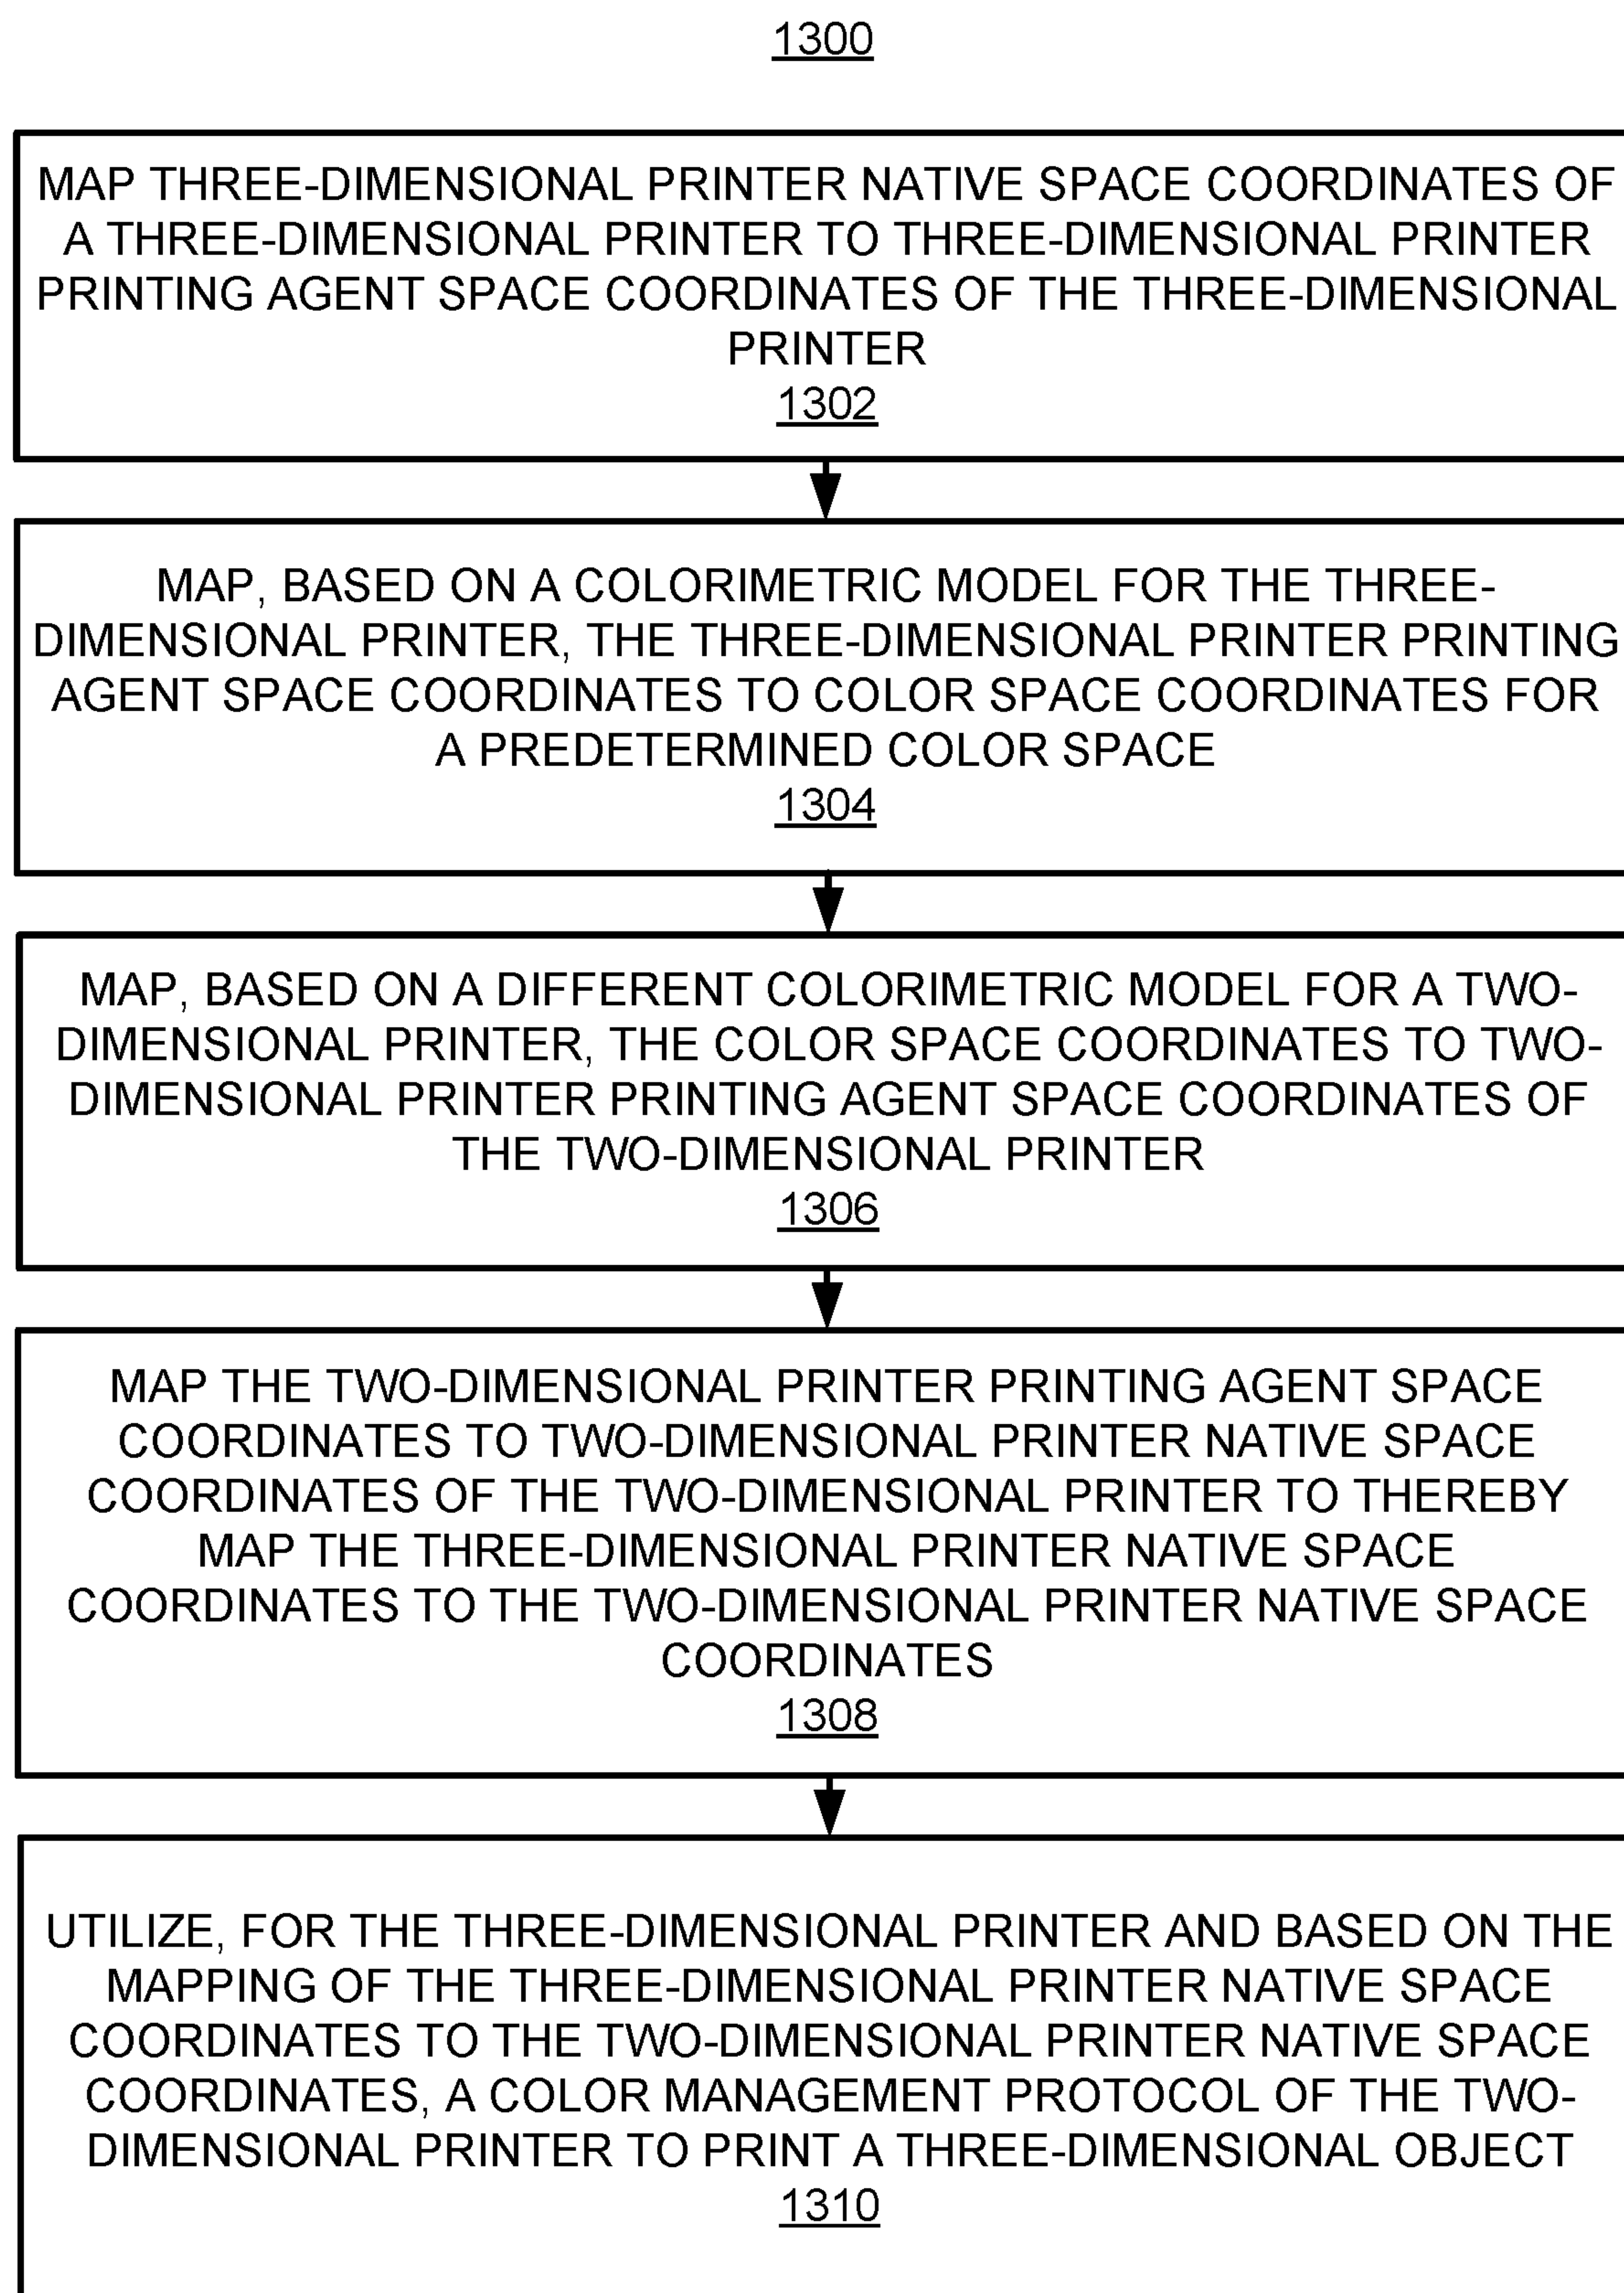 1300
MAP THREE-DIMENSIONAL PRINTER NATIVE SPACE COORDINATES OF
A THREE-DIMENSIONAL PRINTER TO THREE-DIMENSIONAL PRINTER
PRINTING AGENT SPACE COORDINATES OF THE THREE-DIMENSIONAL
PRINTER
1302
MAP, BASED ON A COLORIMETRIC MODEL FOR THE THREE-
DIMENSIONAL PRINTER, THE THREE-DIMENSIONAL PRINTER PRINTING
AGENT SPACE COORDINATES TO COLOR SPACE COORDINATES FOR
A PREDETERMINED COLOR SPACE
1304
MAP, BASED ON A DIFFERENT COLORIMETRIC MODEL FOR A TWO-
DIMENSIONAL PRINTER, THE COLOR SPACE COORDINATES TO TWO-
DIMENSIONAL PRINTER PRINTING AGENT SPACE COORDINATES OF
THE TWO-DIMENSIONAL PRINTER
1306
MAP THE TWO-DIMENSIONAL PRINTER PRINTING AGENT SPACE
COORDINATES TO TWO-DIMENSIONAL PRINTER NATIVE SPACE
COORDINATES OF THE TWO-DIMENSIONAL PRINTER TO THEREBY
MAP THE THREE-DIMENSIONAL PRINTER NATIVE SPACE
COORDINATES TO THE TWO-DIMENSIONAL PRINTER NATIVE SPACE
COORDINATES
1308
UTILIZE, FOR THE THREE-DIMENSIONAL PRINTER AND BASED ON THE
MAPPING OF THE THREE-DIMENSIONAL PRINTER NATIVE SPACE
COORDINATES TO THE TWO-DIMENSIONAL PRINTER NATIVE SPACE
COORDINATES, A COLOR MANAGEMENT PROTOCOL OF THE TWO-
DIMENSIONAL PRINTER TO PRINT A THREE-DIMENSIONAL OBJECT
1310